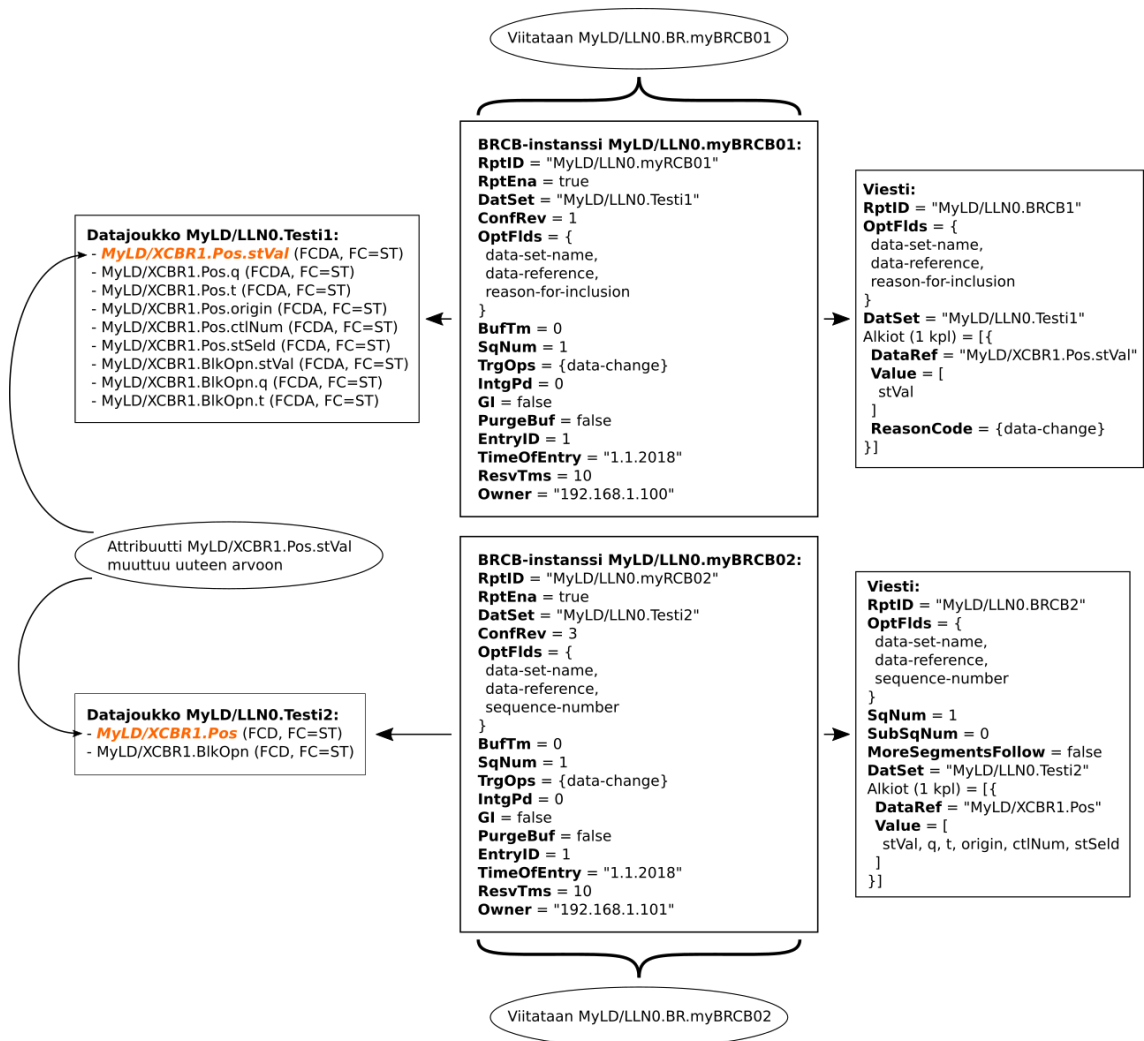 Viitataan MyLD/LLN0.BR.myBRCB01
BRCB-instanssi MyLD/LLN0.myBRCB01:
RptID = "MyLD/LLN0.myRCB01"
RptEna = true
DatSet = "MyLD/LLN0.Testi1"
ConfRev = 1
OptFlds = {
data-set-name,
data-reference,
reason-for-inclusion
}
BufTm = 0
SqNum = 1
TrgOps = {data-change}
IntgPd = 0
GI = false
PurgeBuf = false
EntryID = 1
TimeOfEntry = "1.1.2018"
ResvTms = 10
Owner = "192.168.1.100"
Datajoukko MyLD/LLN0.Testi1:
- MyLD/XCBR1.Pos.stVal (FCDA, FC=ST)
- MyLD/XCBR1.Pos.q (FCDA, FC=ST)
- MyLD/XCBR1.Pos.t (FCDA, FC=ST)
- MyLD/XCBR1.Pos.origin (FCDA, FC=ST)
- MyLD/XCBR1.Pos.ctlNum (FCDA, FC=ST)
- MyLD/XCBR1.Pos.stSeld (FCDA, FC=ST)
- MyLD/XCBR1.BlkOpn.stVal (FCDA, FC=ST)
- MyLD/XCBR1.BlkOpn.q (FCDA, FC=ST)
- MyLD/XCBR1.BlkOpn.t (FCDA, FC=ST)
Viesti:
RptID = "MyLD/LLN0.BRCB1"
OptFlds = {
data-set-name,
data-reference,
reason-for-inclusion
}
DatSet = "MyLD/LLN0.Testi1"
Alkiot (1 kpl) = [{
DataRef = "MyLD/XCBR1.Pos.stVal"
Value = [
stVal
]
ReasonCode = {data-change}
}]
Attribuutti MyLD/XCBR1.Pos.stVal
muuttuu uuteen arvoon
BRCB-instanssi MyLD/LLN0.myBRCB02:
RptID = "MyLD/LLN0.myRCB02"
RptEna = true
DatSet = "MyLD/LLN0.Testi2"
ConfRev = 3
OptFlds = {
data-set-name,
data-reference,
sequence-number
}
BufTm = 0
SqNum = 1
TrgOps = {data-change}
IntgPd = 0
GI = false
PurgeBuf = false
EntryID = 1
TimeOfEntry = "1.1.2018"
ResvTms = 10
Owner = "192.168.1.101"
Datajoukko MyLD/LLN0.Testi2:
- MyLD/XCBR1.Pos (FCD, FC=ST)
- MyLD/XCBR1.BlkOpn (FCD, FC=ST)
Viesti:
RptID = "MyLD/LLN0.BRCB2"
OptFlds = {
data-set-name,
data-reference,
sequence-number
}
SqNum = 1
SubSqNum = 0
MoreSegmentsFollow = false
DatSet = "MyLD/LLN0.Testi2"
Alkiot (1 kpl) = [{
DataRef = "MyLD/XCBR1.Pos"
Value = [
stVal, q, t, origin, ctlNum, stSeld
]
}]
Viitataan MyLD/LLN0.BR.myBRCB02